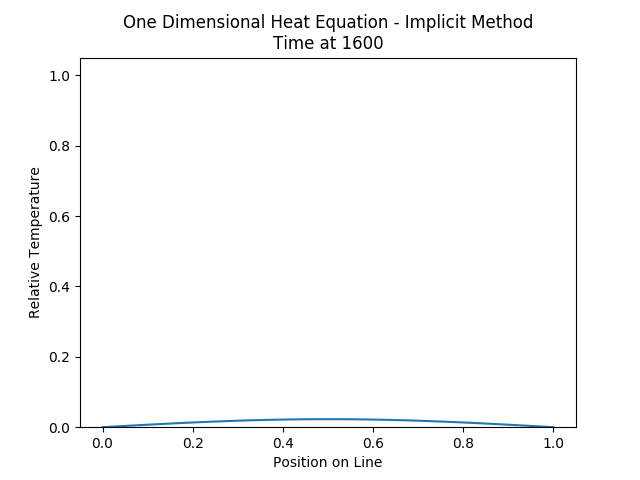 One Dimensional Heat Equation - Implicit Method
Time at 1600
1.0
0.8
0.6
0.4
0.2
0.0
Relative Temperature
0.0 0.2 0.4 0.6 0.8 1.0
Position on Line